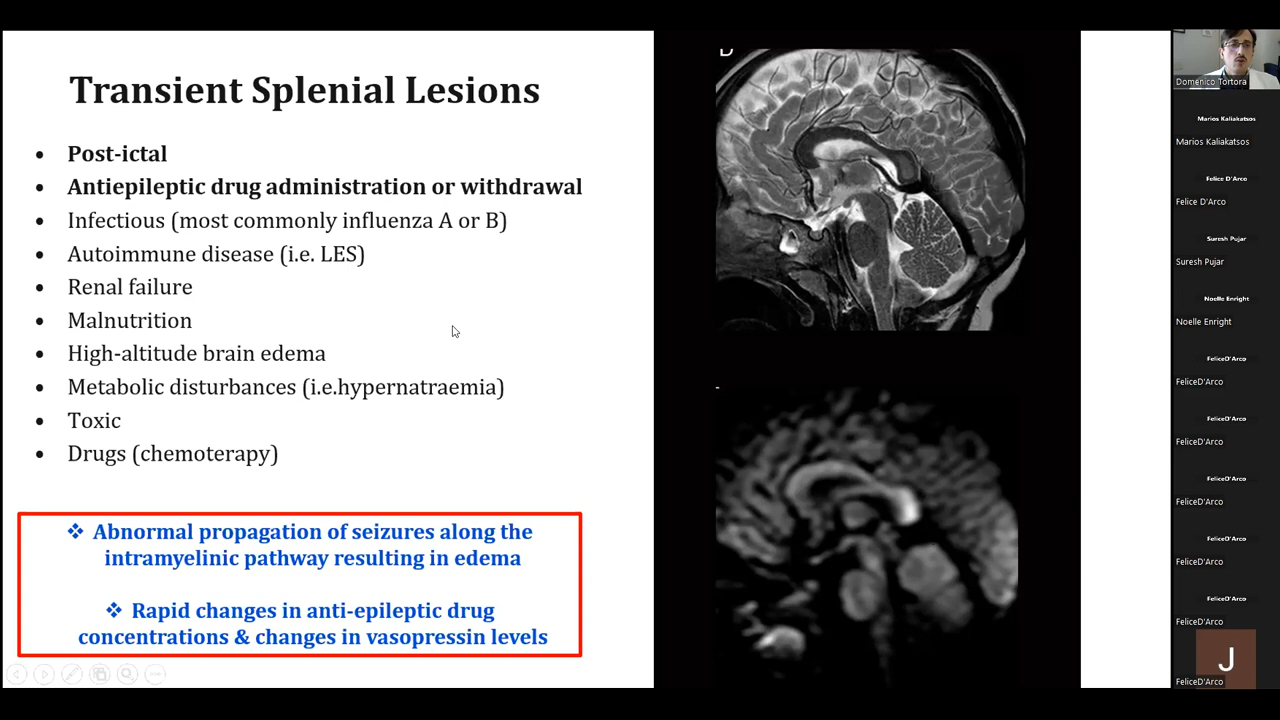 Transient Splenial Lesions
• Post-ictal
• Antiepileptic drug administration or withdrawal
• Infectious (most commonly influenza A or B)
• Autoimmune disease (i.e. LES)
• Renal failure
• Malnutrition
• High-altitude brain edema
• Metabolic disturbances (i.e.hypernatraemia)
• Toxic
• Drugs (chemoterapy)
❖ Abnormal propagation of seizures along the
intramyelinic pathway resulting in edema
❖ Rapid changes in anti-epileptic drug
concentrations & changes in vasopressin levels
Domenico Tortora
Marios Kaliakatsos
Marios Kaliakatsos
Felice D'Arco
Felice D'Arco
Suresh Pujar
Suresh Pujar
Noelle Enright
Noelle Enright
FeliceD'Arco
FeliceD'Arco
FeliceD'Arco
FeliceD'Arco
FeliceD'Arco
FeliceD'Arco
FeliceD'Arco
FeliceD'Arco
FeliceD'Arco
FeliceD'Arco
J
FeliceD'Arco